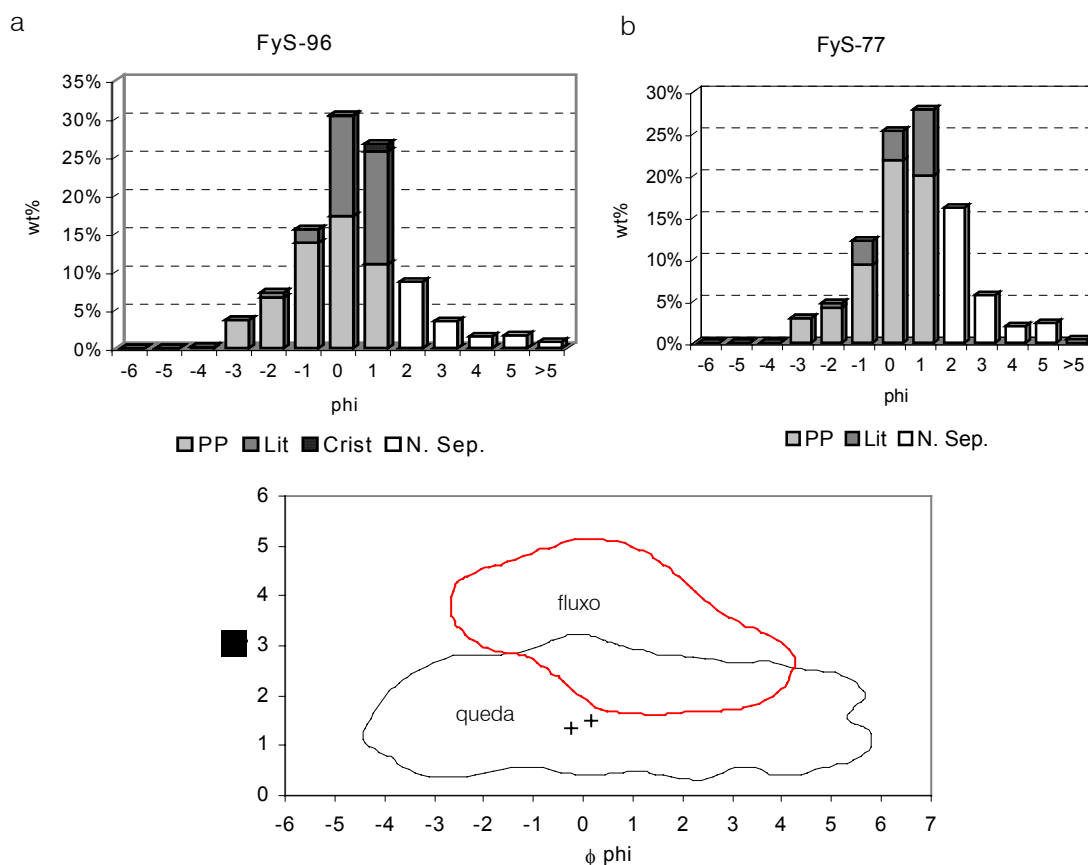 a
FyS-96
35%
30%
25%
20%
15%
10%
5%
0%
wt%
-6 -5 -4 -3 -2 -1 0 1 2 3 4 5 >5
phi
PP Lit Crist N. Sep.
b
FyS-77
30%
25%
20%
15%
10%
5%
0%
wt%
-6 -5 -4 -3 -2 -1 0 1 2 3 4 5 >5
phi
PP Lit N. Sep.
6
5
4
3
2
1
0
fluxo
queda
-6 -5 -4 -3 -2 -1 0 1 2 3 4 5 6 7
ϕ phi